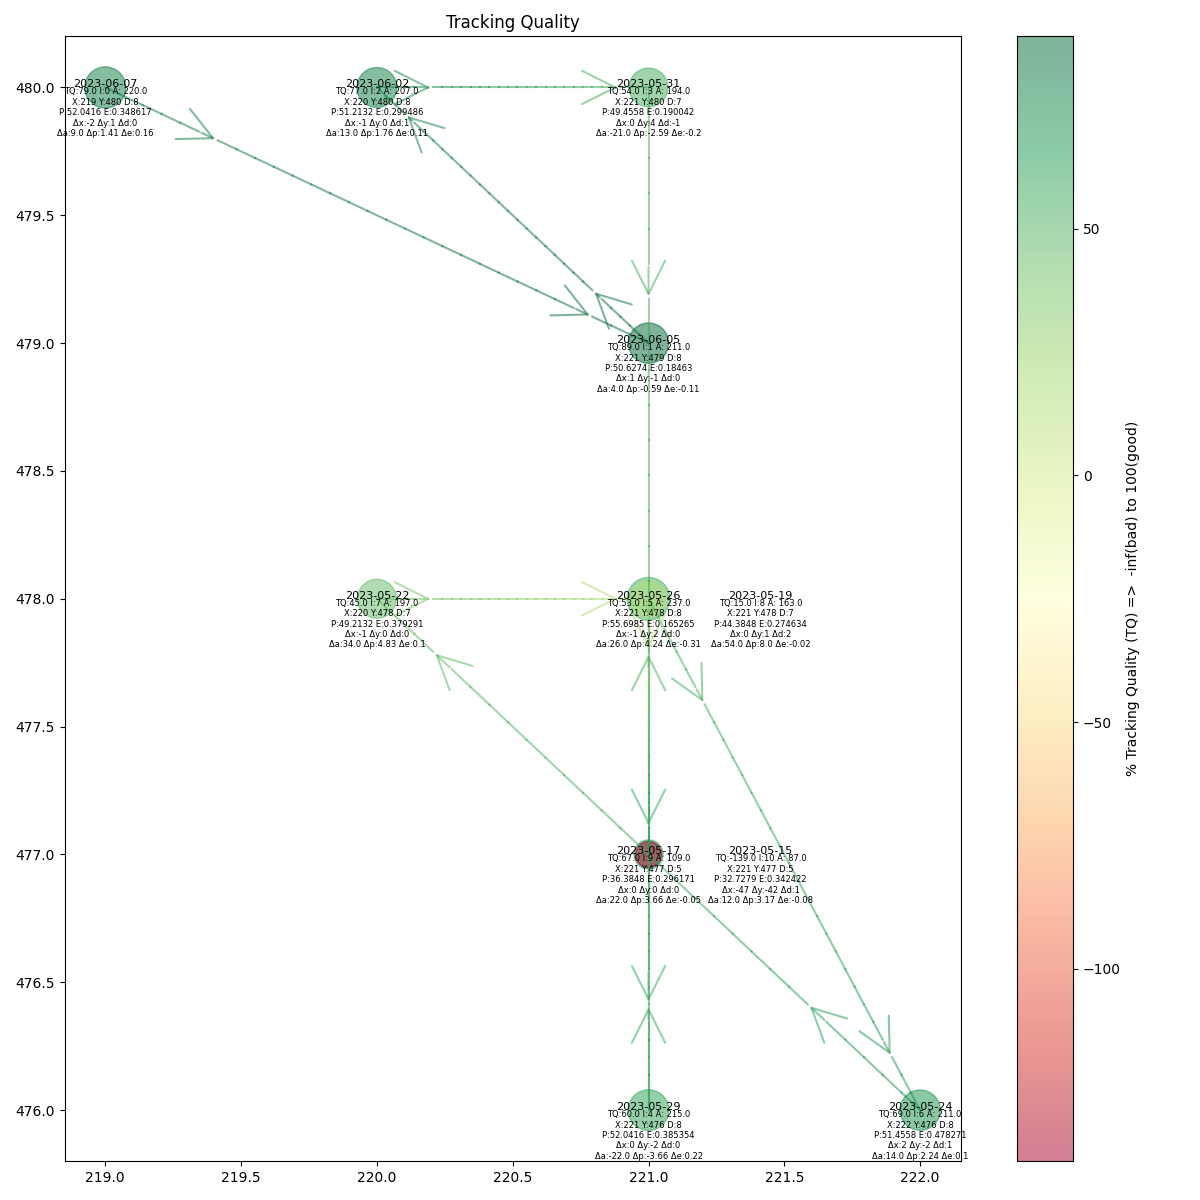 Tracking Quality
480.0
479.5
479.0
478.5
478.0
477.5
477.0
476.5
476.0
219.0
219.5
220.0
220.5
221.0
221.5
222.0
2023-06-07
TQ:79.0 I:0 A: 220.0
X:219 Y:480 D:8
P:52.0416 E:0.348617
Δx:-2 Δy:1 Δd:0
Δa:9.0 Δp:1.41 Δe:0.16
2023-06-02
TQ:77.0 I:2 A: 207.0
X:220 Y:480 D:8
P:51.2132 E:0.299486
Δx:-1 Δy:0 Δd:1
Δa:13.0 Δp:1.76 Δe:0.11
2023-05-31
TQ:54.0 I:3 A: 194.0
X:221 Y:480 D:7
P:49.4558 E:0.190042
Δx:0 Δy:4 Δd:-1
Δa:-21.0 Δp:-2.59 Δe:-0.2
2023-06-05
TQ:89.0 I:1 A: 211.0
X:221 Y:479 D:8
P:50.6274 E:0.18463
Δx:1 Δy:-1 Δd:0
Δa:4.0 Δp:-0.59 Δe:-0.11
2023-05-22
TQ:45.0 I:7 A: 197.0
X:220 Y:478 D:7
P:49.2132 E:0.379291
Δx:-1 Δy:0 Δd:0
Δa:34.0 Δp:4.83 Δe:0.1
2023-05-26
TQ:53.0 I:5 A: 237.0
X:221 Y:478 D:8
P:55.6985 E:0.165265
Δx:-1 Δy:2 Δd:0
Δa:26.0 Δp:4.24 Δe:-0.31
2023-05-19
TQ:15.0 I:8 A: 163.0
X:221 Y:478 D:7
P:44.3848 E:0.274634
Δx:0 Δy:1 Δd:2
Δa:54.0 Δp:8.0 Δe:-0.02
2023-05-17
TQ:67.0 I:9 A: 109.0
X:221 Y:477 D:5
P:36.3848 E:0.296171
Δx:0 Δy:0 Δd:0
Δa:22.0 Δp:3.66 Δe:-0.05
2023-05-15
TQ:-139.0 I:10 A: 87.0
X:221 Y:477 D:5
P:32.7279 E:0.342422
Δx:-47 Δy:-42 Δd:1
Δa:12.0 Δp:3.17 Δe:-0.08
2023-05-29
TQ:60.0 I:4 A: 215.0
X:221 Y:476 D:8
P:52.0416 E:0.385354
Δx:0 Δy:-2 Δd:0
Δa:-22.0 Δp:-3.66 Δe:0.22
2023-05-24
TQ:69.0 I:6 A: 211.0
X:222 Y:476 D:8
P:51.4558 E:0.478271
Δx:2 Δy:-2 Δd:1
Δa:14.0 Δp:2.24 Δe:0.1
50
0
−50
−100
% Tracking Quality (TQ) => -inf(bad) to 100(good)